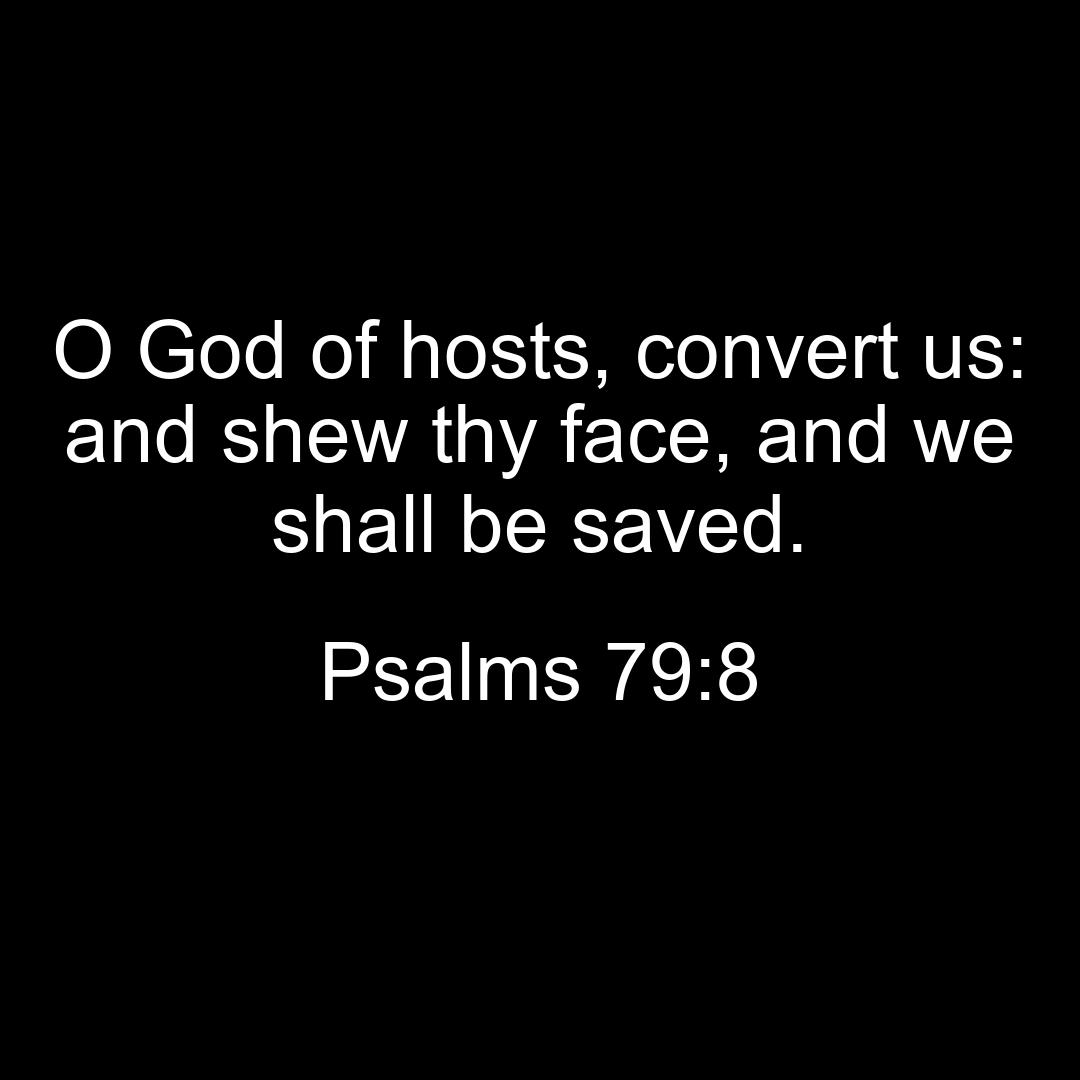 O God of hosts, convert us:
and shew thy face, and we
shall be saved.
Psalms 79:8